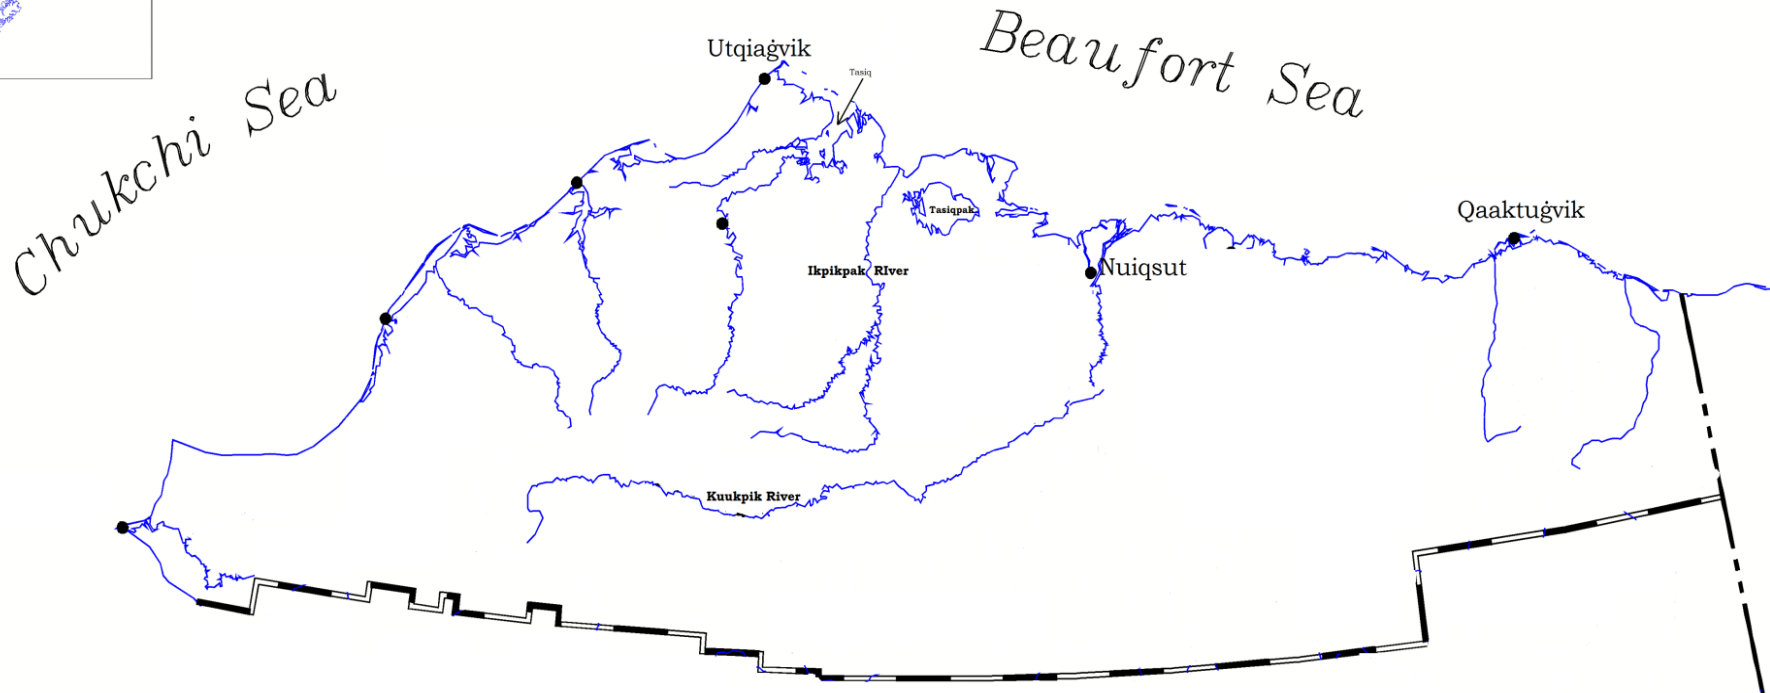 Beaufort Sea
Utqiaġvik
Tasiq
Chukchi Sea
Tasiqpak
Qaaktuġvik
Ikpikpak RIver
Nuiqsut
Kuukpik River